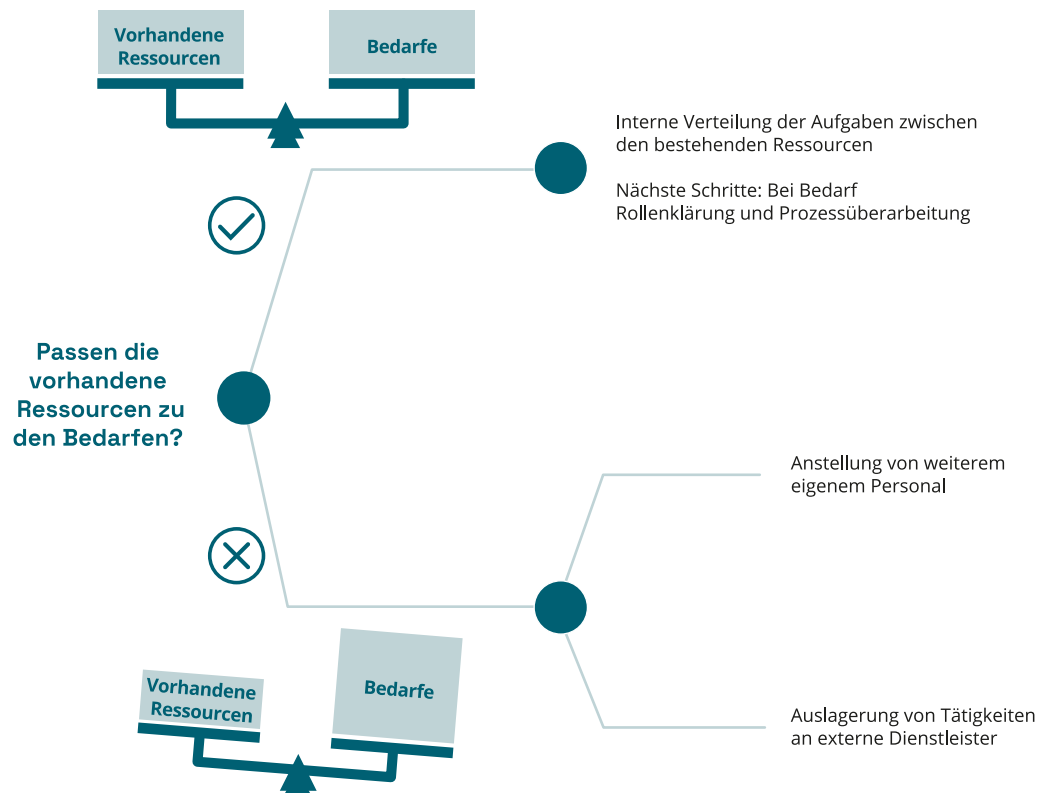 Vorhandene
Ressourcen
Bedarfe
Interne Verteilung der Aufgaben zwischen
den bestehenden Ressourcen
Nächste Schritte: Bei Bedarf
Rollenklärung und Prozessüberarbeitung
Passen die
vorhandene
Ressourcen zu
den Bedarfen?
Anstellung von weiterem
eigenem Personal
Vorhandene
Ressourcen
Bedarfe
Auslagerung von Tätigkeiten
an externe Dienstleister